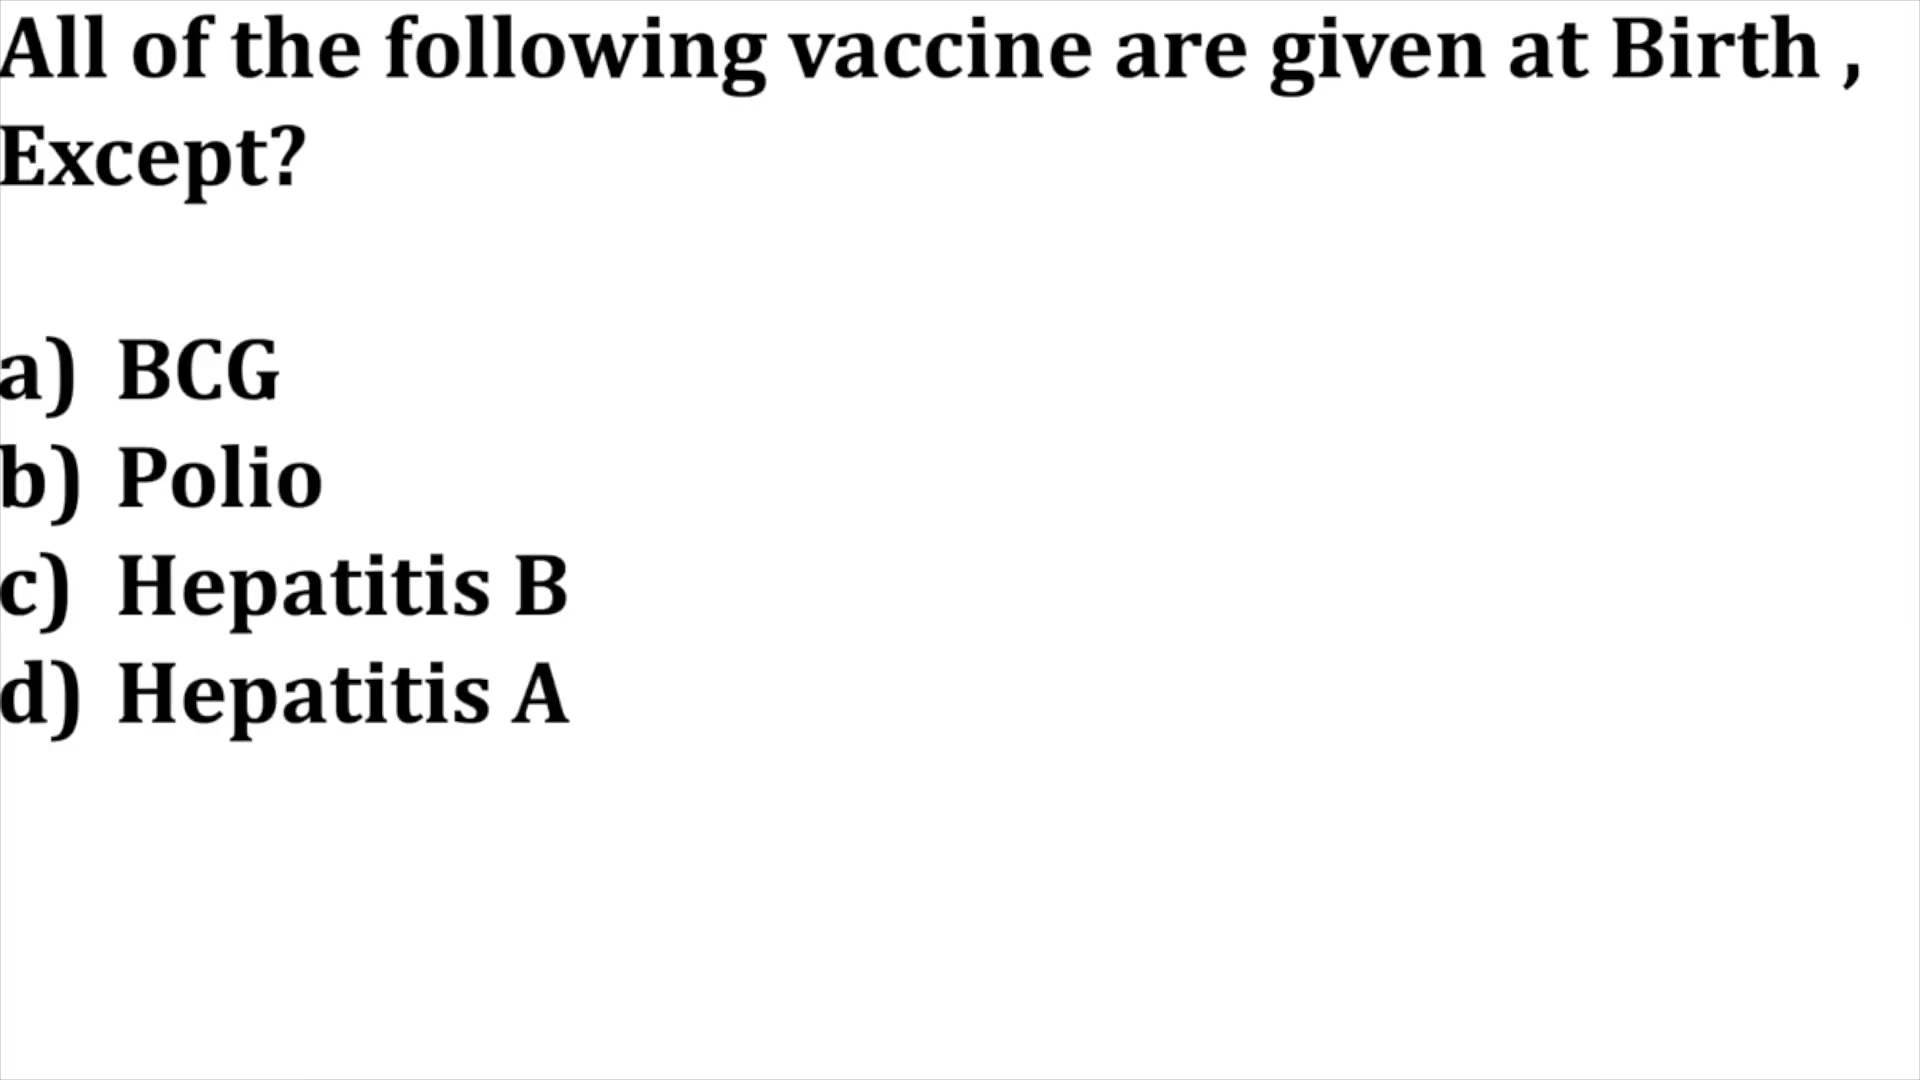 All of the following vaccine are given at Birth ,
Except?
a) BCG
b) Polio
c) Hepatitis B
d) Hepatitis A